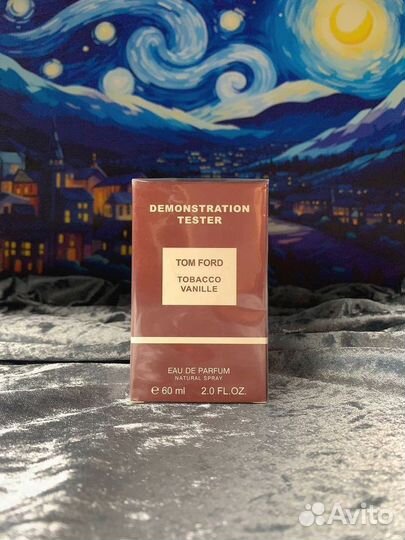 DEMONSTRATION
TESTER
TOM FORD
TOBACCO
VANILLE
EAU DE PARFUM
NATURAL SPRAY
℮ 60 ml 2.0 FL.OZ.
Avito